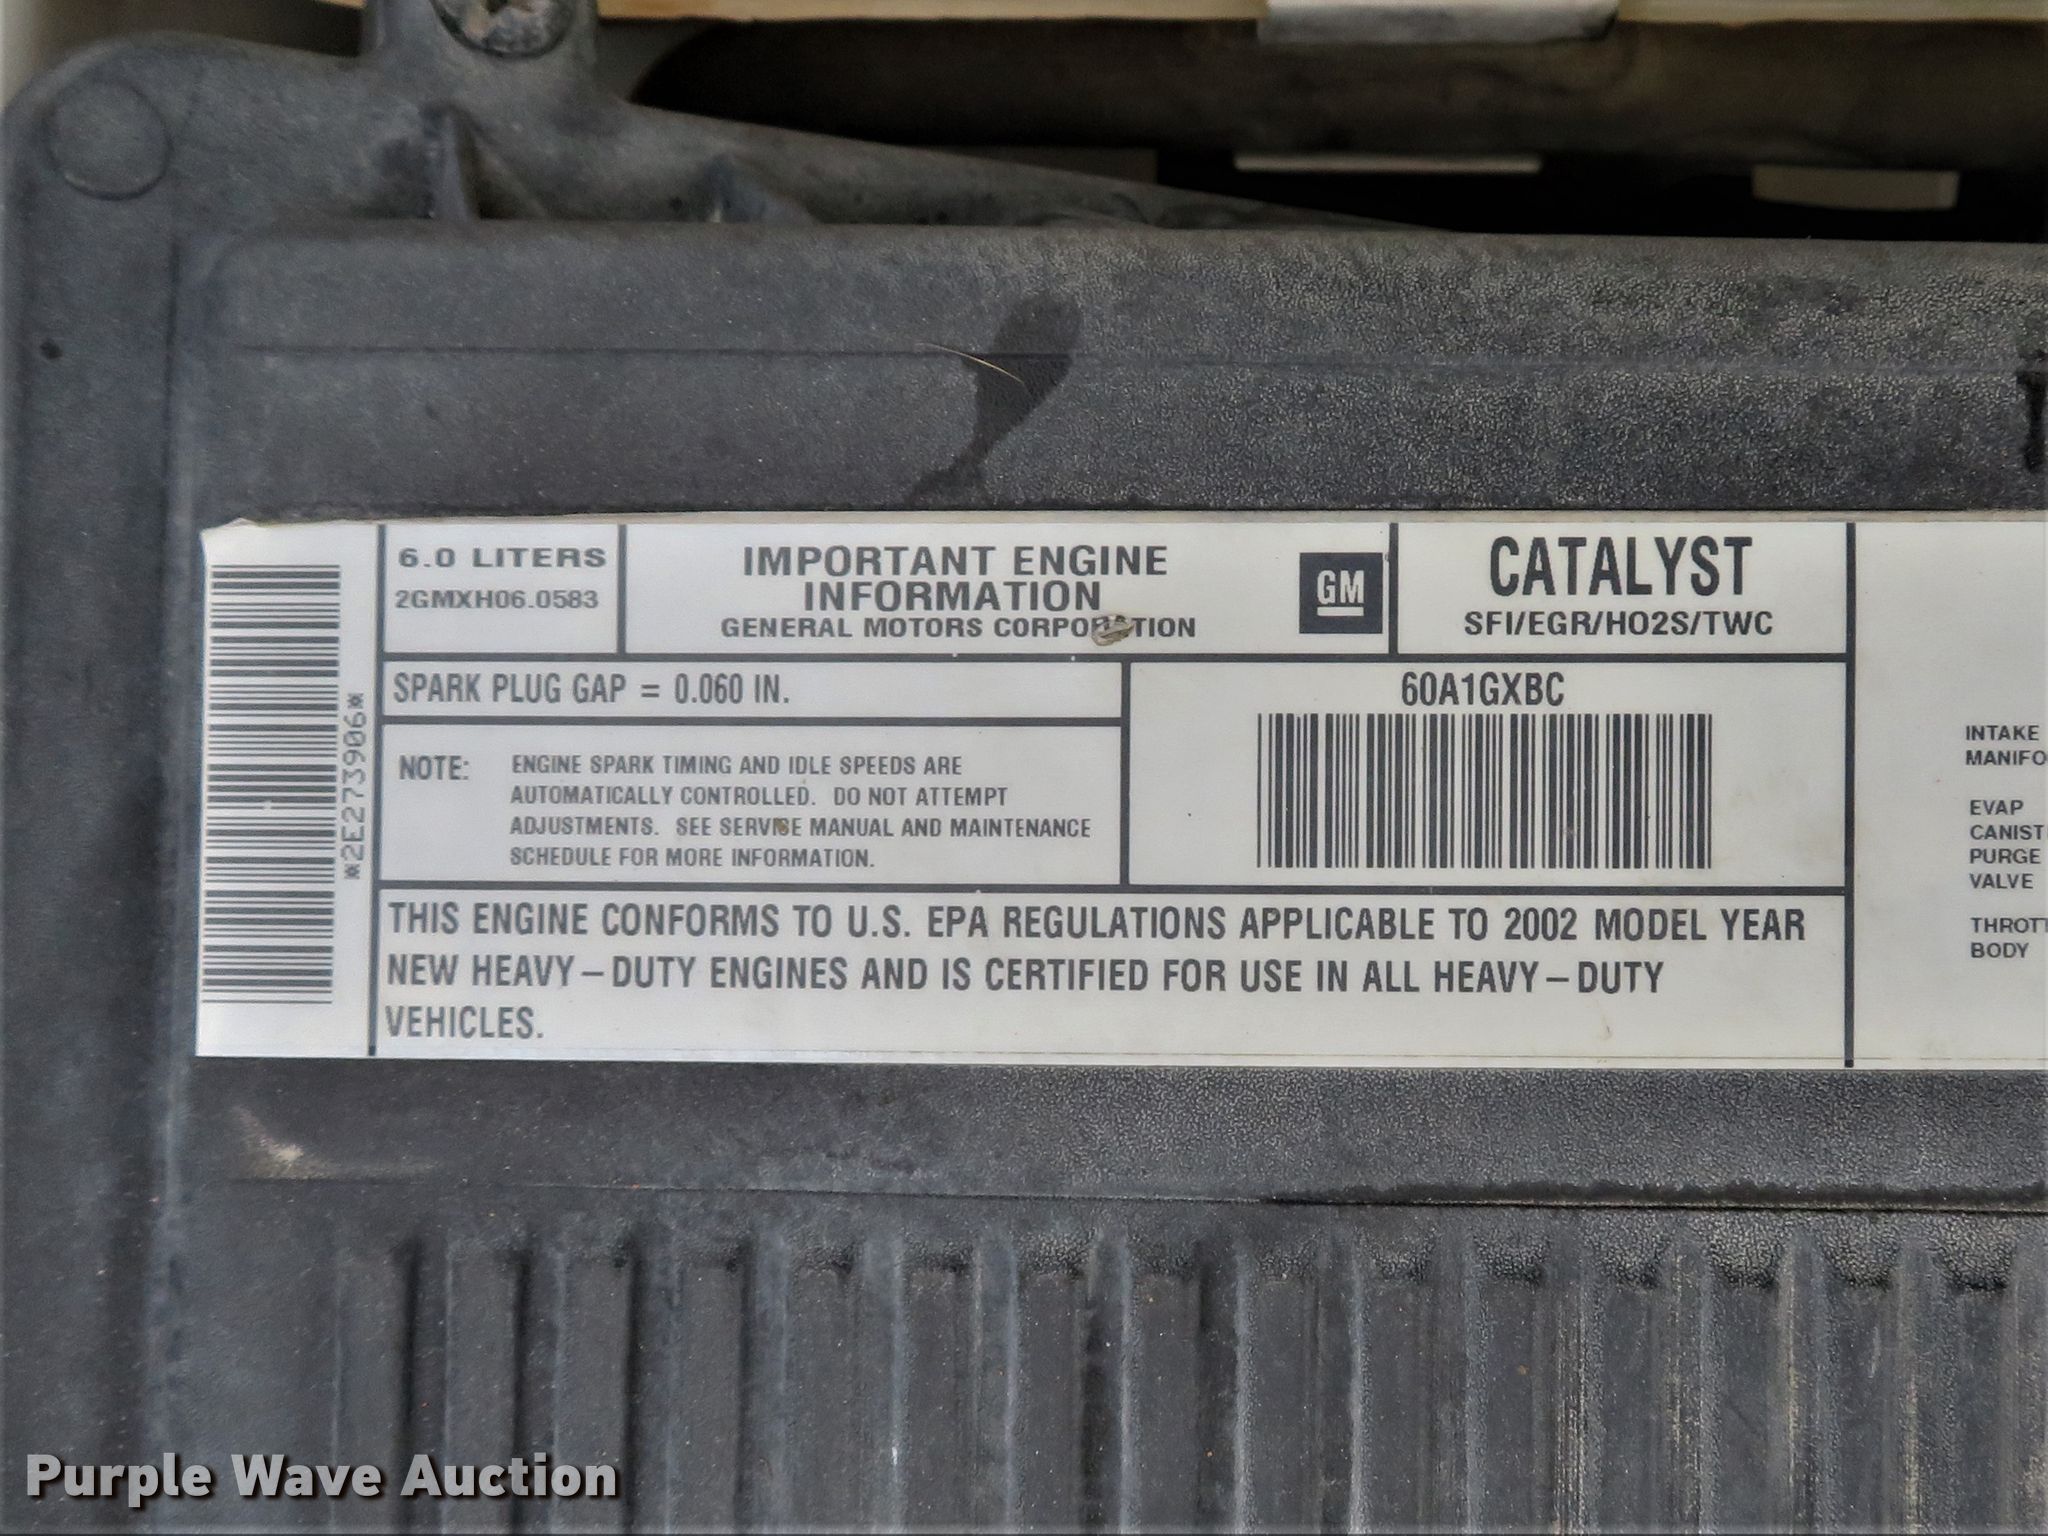 6.0 LITERS
2GMXH06.0583
IMPORTANT ENGINE
INFORMATION
GENERAL MOTORS CORPORATION
GM
CATALYST
SFI/EGR/HO2S/TWC
*2E273906*
SPARK PLUG GAP = 0.060 IN.
60A1GXBC
NOTE: ENGINE SPARK TIMING AND IDLE SPEEDS ARE
AUTOMATICALLY CONTROLLED. DO NOT ATTEMPT
ADJUSTMENTS. SEE SERVICE MANUAL AND MAINTENANCE
SCHEDULE FOR MORE INFORMATION.
THIS ENGINE CONFORMS TO U.S. EPA REGULATIONS APPLICABLE TO 2002 MODEL YEAR
NEW HEAVY-DUTY ENGINES AND IS CERTIFIED FOR USE IN ALL HEAVY-DUTY
VEHICLES.
INTAKE
MANIFO
EVAP
CANIST
PURGE
VALVE
THROTT
BODY
Purple Wave Auction